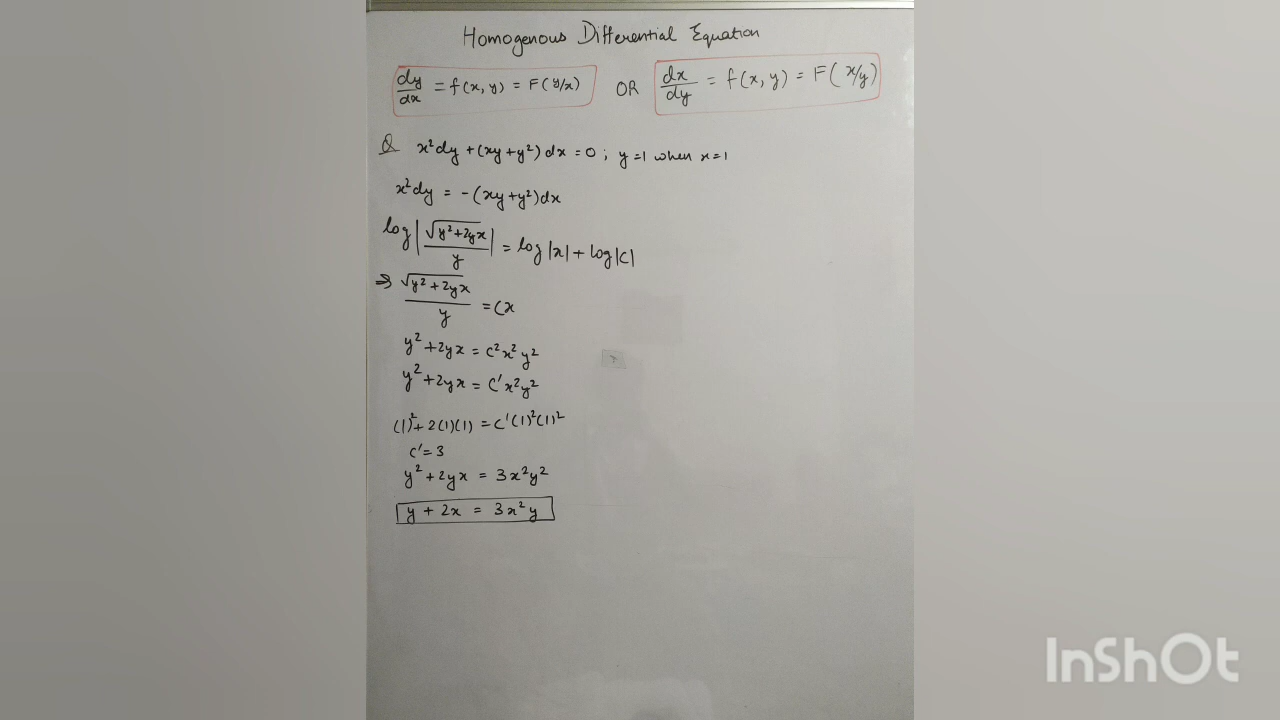 Homogenous Differential Equation
dy/dx = f(x, y) = F(y/x) OR dx/dy = f(x, y) = F(x/y)
Q x²dy + (xy+y²) dx = 0 ; y=1 when x=1
x²dy = -(xy+y²)dx
log|√(y²+2yx)/y| = log|x| + log|c|
⇒ √(y²+2yx)/y = Cx
y²+2yx = c²x²y²
y²+2yx = C'x²y²
(1)²+2(1)(1) = C'(1)²(1)²
C'=3
y²+2yx = 3x²y²
y + 2x = 3x²y
InShOt